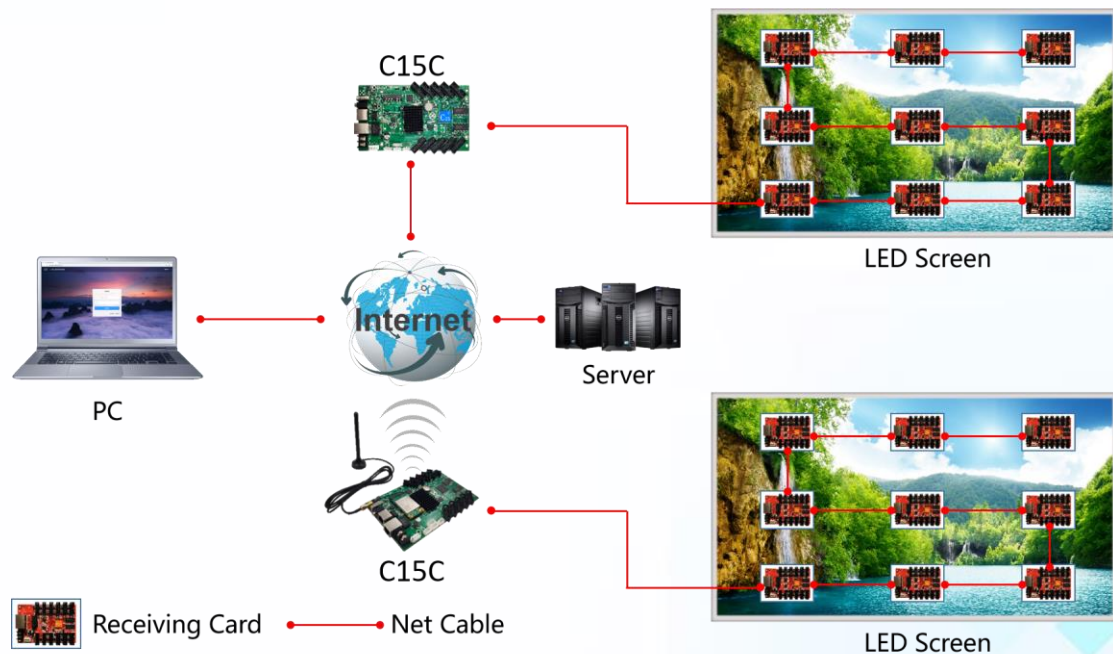 C15C
LED Screen
Internet
Server
PC
C15C
Receiving Card
Net Cable
LED Screen